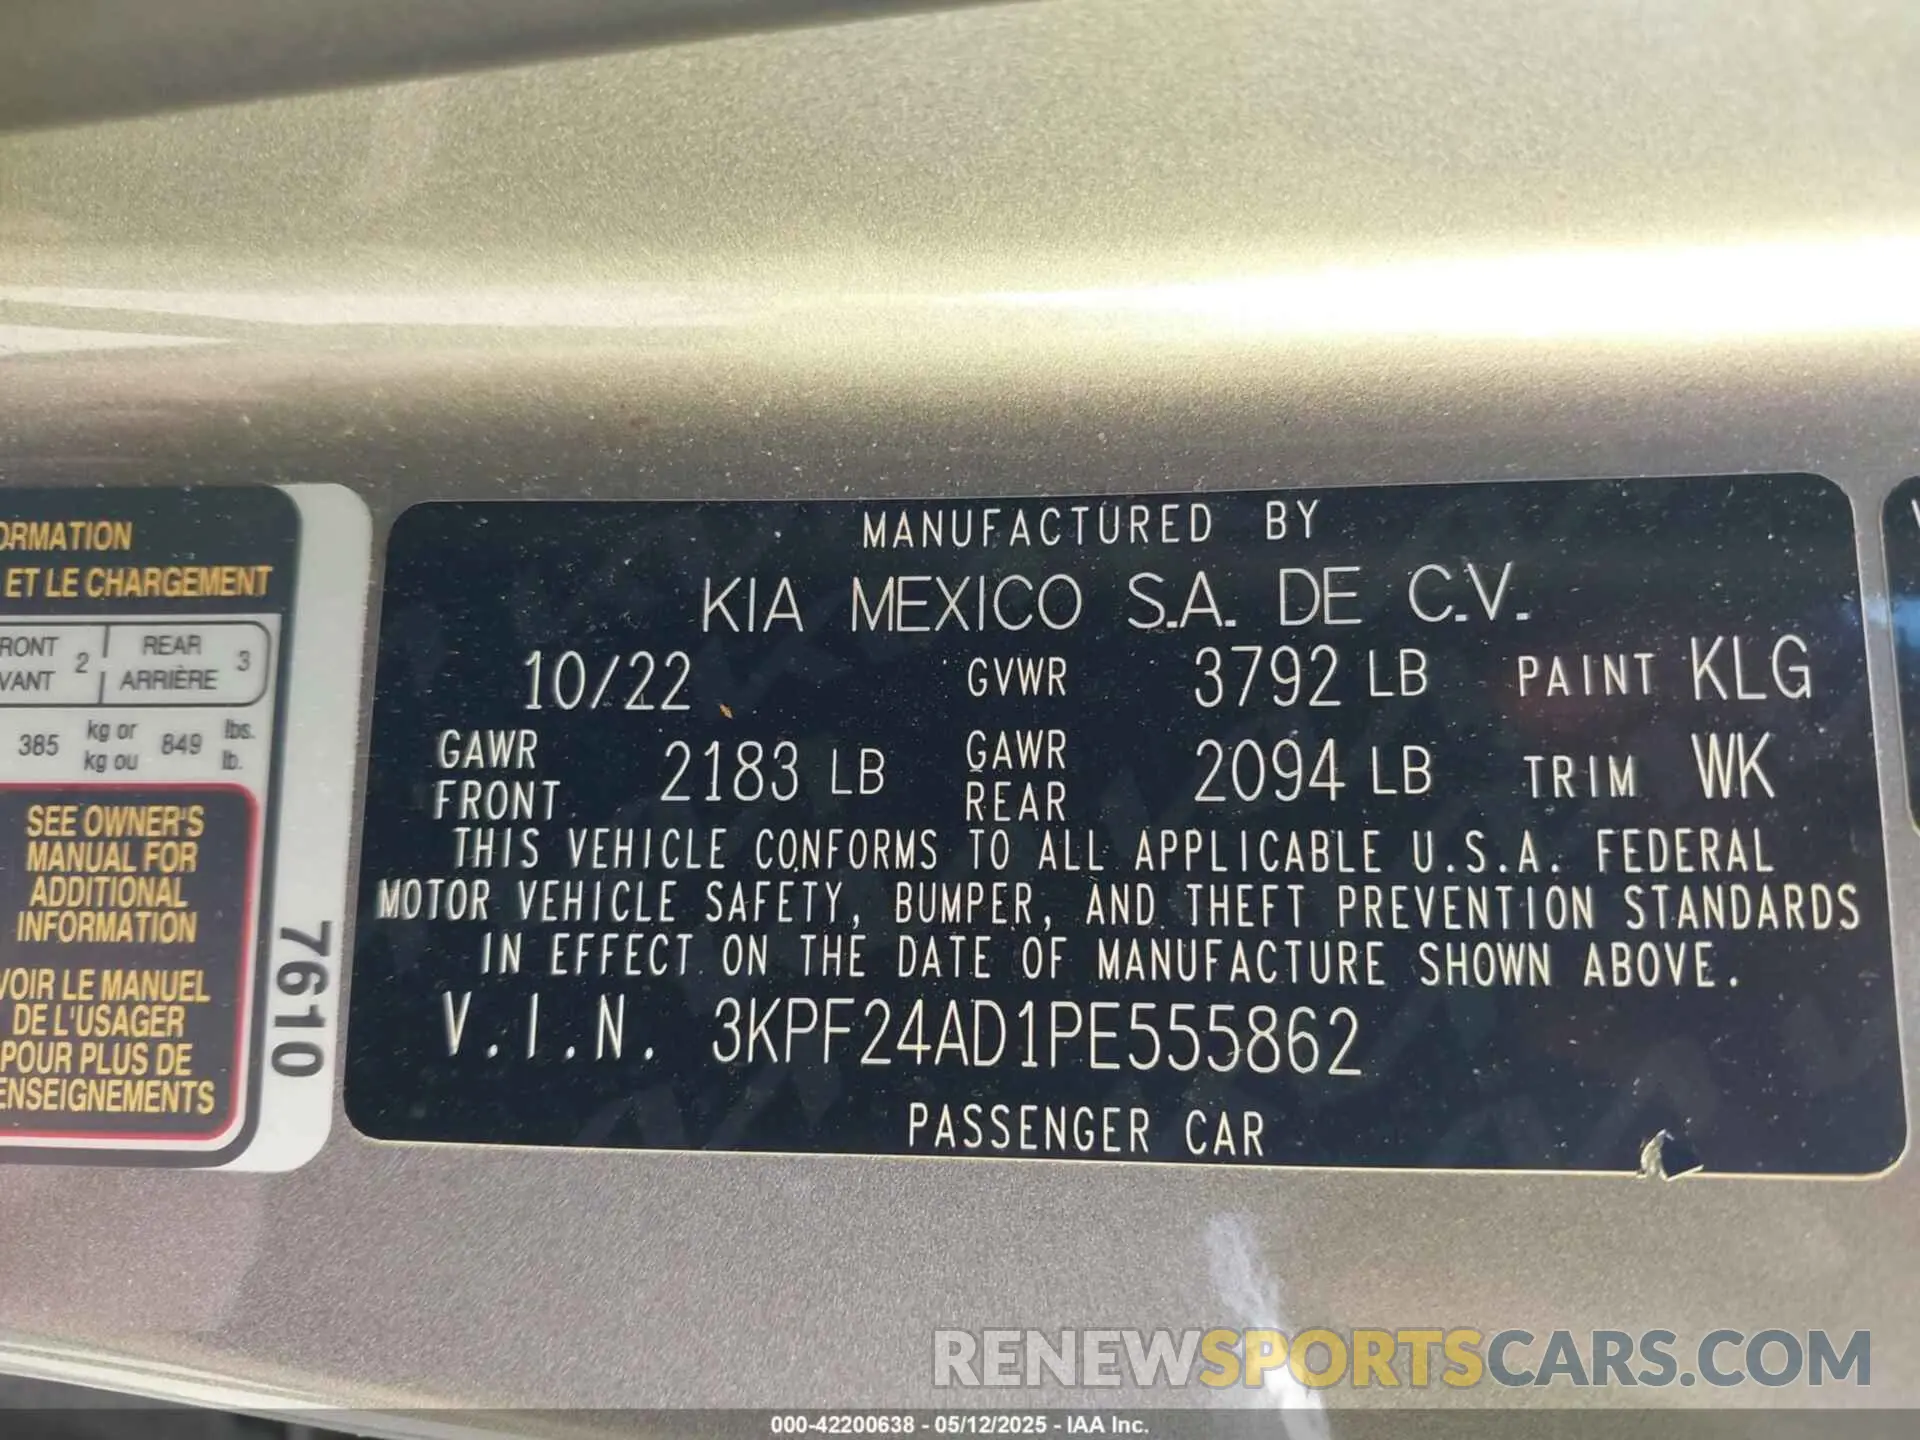 ORMATION
ET LE CHARGEMENT
RONT 2 REAR 3
VANT ARRIÈRE
385 kg or 849 lbs.
kg ou lb.
SEE OWNER'S
MANUAL FOR
ADDITIONAL
INFORMATION
VOIR LE MANUEL
DE L'USAGER
POUR PLUS DE
ENSEIGNEMENTS
7610
MANUFACTURED BY
KIA MEXICO S.A. DE C.V.
10/22 GVWR 3792 LB PAINT KLG
GAWR FRONT 2183 LB GAWR REAR 2094 LB TRIM WK
THIS VEHICLE CONFORMS TO ALL APPLICABLE U.S.A. FEDERAL
MOTOR VEHICLE SAFETY, BUMPER, AND THEFT PREVENTION STANDARDS
IN EFFECT ON THE DATE OF MANUFACTURE SHOWN ABOVE.
V.I.N. 3KPF24AD1PE555862
PASSENGER CAR
RENEWSPORTSCARS.COM
000-42200638 - 05/12/2025 - IAA Inc.